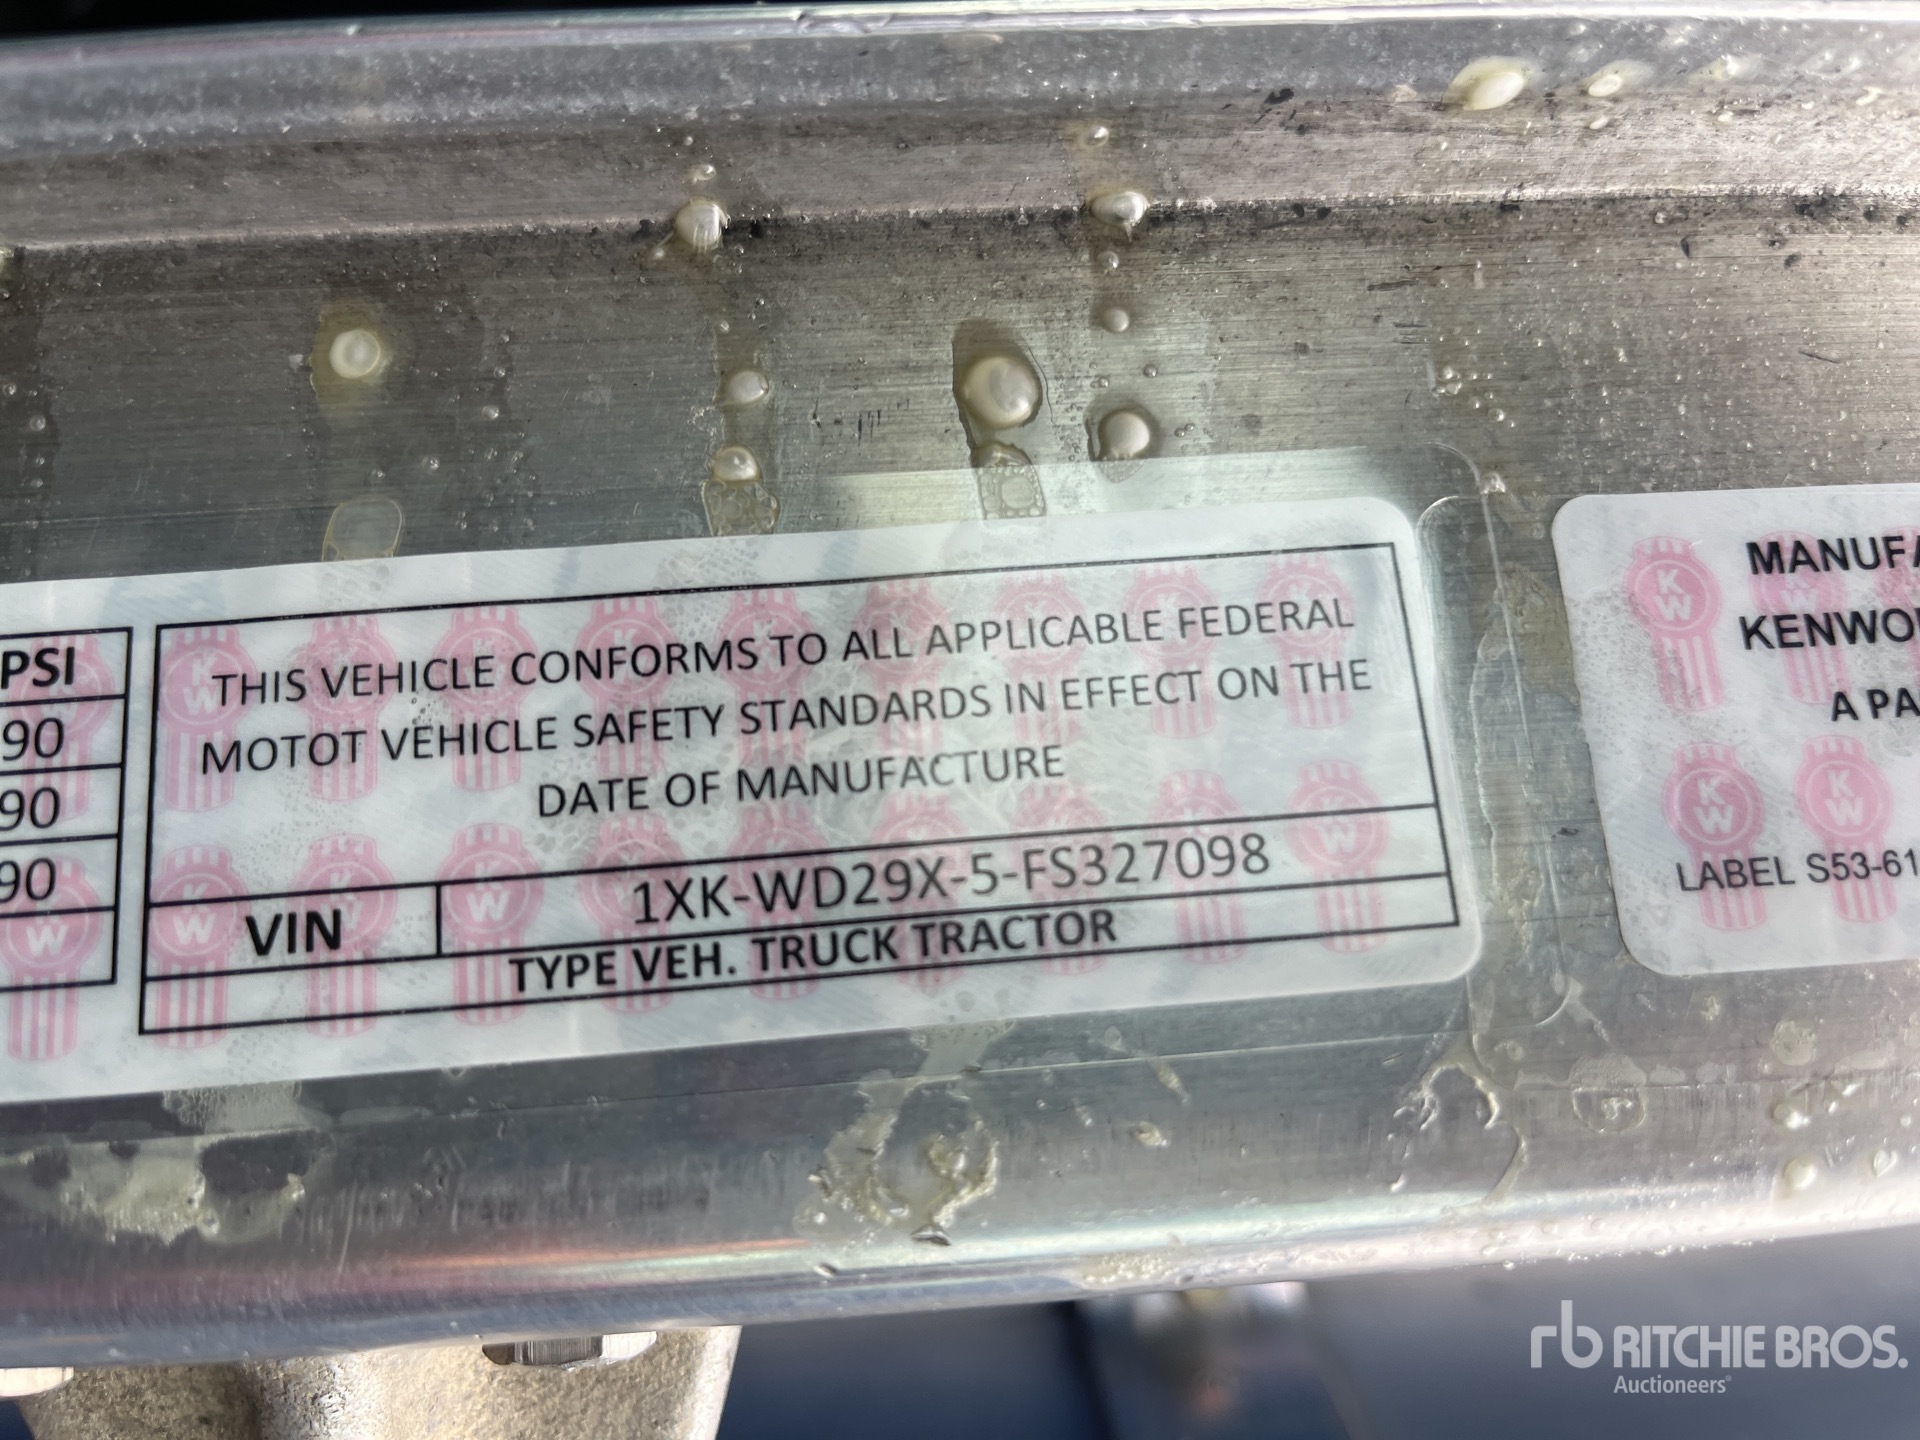 PSI
90
90
90
THIS VEHICLE CONFORMS TO ALL APPLICABLE FEDERAL
MOTOT VEHICLE SAFETY STANDARDS IN EFFECT ON THE
DATE OF MANUFACTURE
VIN 1XK-WD29X-5-FS327098
TYPE VEH. TRUCK TRACTOR
MANUFA
KENWO
A PA
LABEL S53-61
KW
rb RITCHIE BROS.
Auctioneers